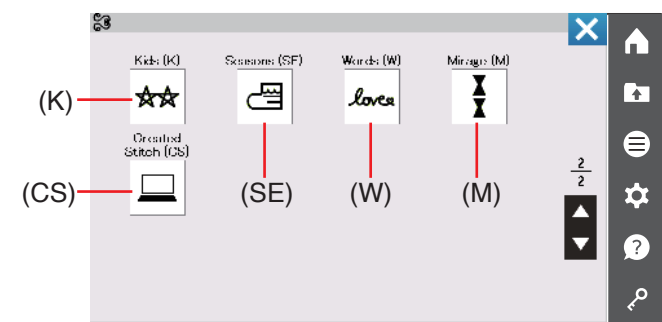 Kids (K) Seasons (SE) Words (W) Mirage (M)
love
(K)
Created
Stitch (CS)
2
2
(CS) (SE) (W) (M)
?